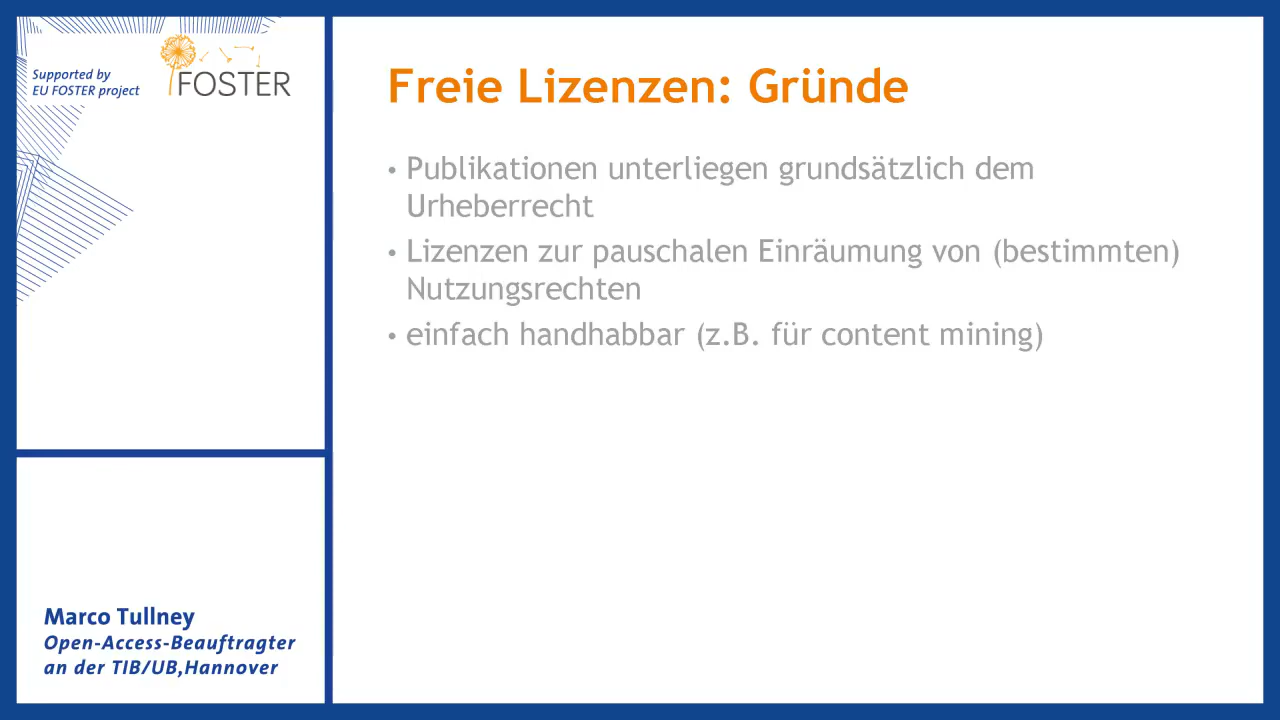 Supported by
EU FOSTER project
FOSTER
Freie Lizenzen: Gründe
• Publikationen unterliegen grundsätzlich dem
Urheberrecht
• Lizenzen zur pauschalen Einräumung von (bestimmten)
Nutzungsrechten
• einfach handhabbar (z.B. für content mining)
Marco Tullney
Open-Access-Beauftragter
an der TIB/UB,Hannover